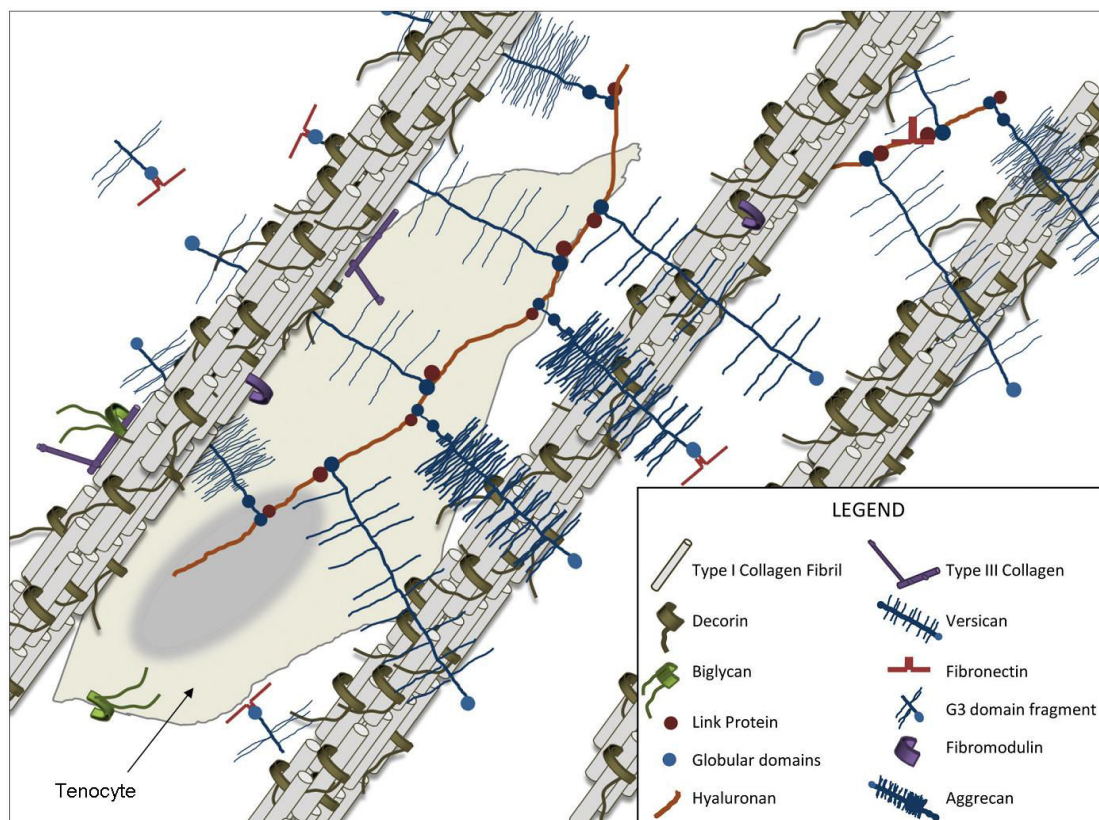 LEGEND
Type I Collagen Fibril
Type III Collagen
Decorin
Versican
Biglycan
Fibronectin
Link Protein
G3 domain fragment
Globular domains
Fibromodulin
Hyaluronan
Aggrecan
Tenocyte